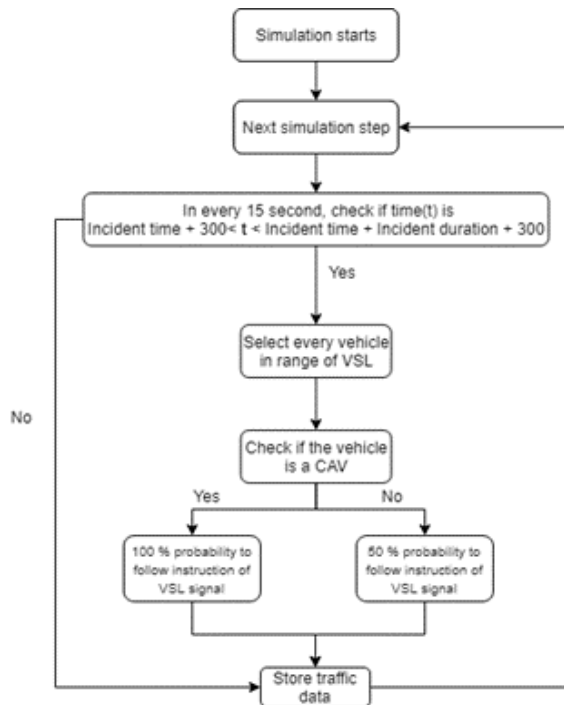 Simulation starts
Next simulation step
In every 15 second, check if time(t) is
Incident time + 300< t < Incident time + Incident duration + 300
Yes
Select every vehicle
in range of VSL
No
Check if the vehicle
is a CAV
Yes
No
100 % probability to
follow instruction of
VSL signal
50 % probability to
follow instruction of
VSL signal
Store traffic
data